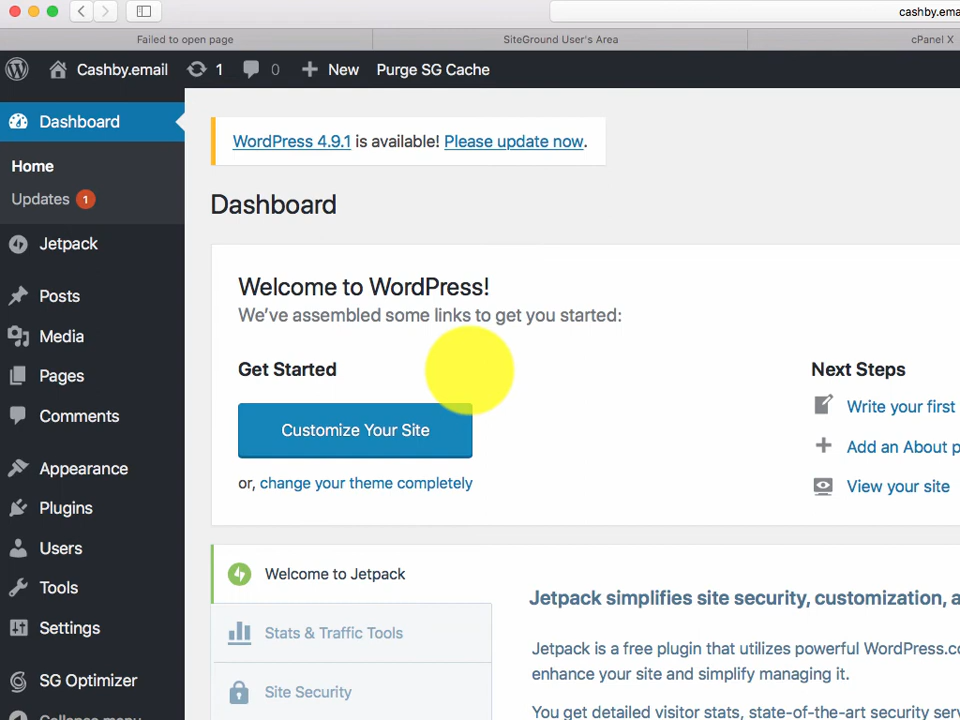 cashby.ema
Failed to open page
SiteGround User's Area
cPanel X
Cashby.email
1
0
New
Purge SG Cache
Dashboard
Home
Updates 1
Jetpack
Posts
Media
Pages
Comments
Appearance
Plugins
Users
Tools
Settings
SG Optimizer
Collapse menu
WordPress 4.9.1 is available! Please update now.
Dashboard
Welcome to WordPress!
We've assembled some links to get you started:
Get Started
Customize Your Site
or, change your theme completely
Next Steps
Write your first
Add an About p
View your site
Welcome to Jetpack
Stats & Traffic Tools
Site Security
Jetpack simplifies site security, customization, a
Jetpack is a free plugin that utilizes powerful WordPress.co
enhance your site and simplify managing it.
You get detailed visitor stats, state-of-the-art security serv